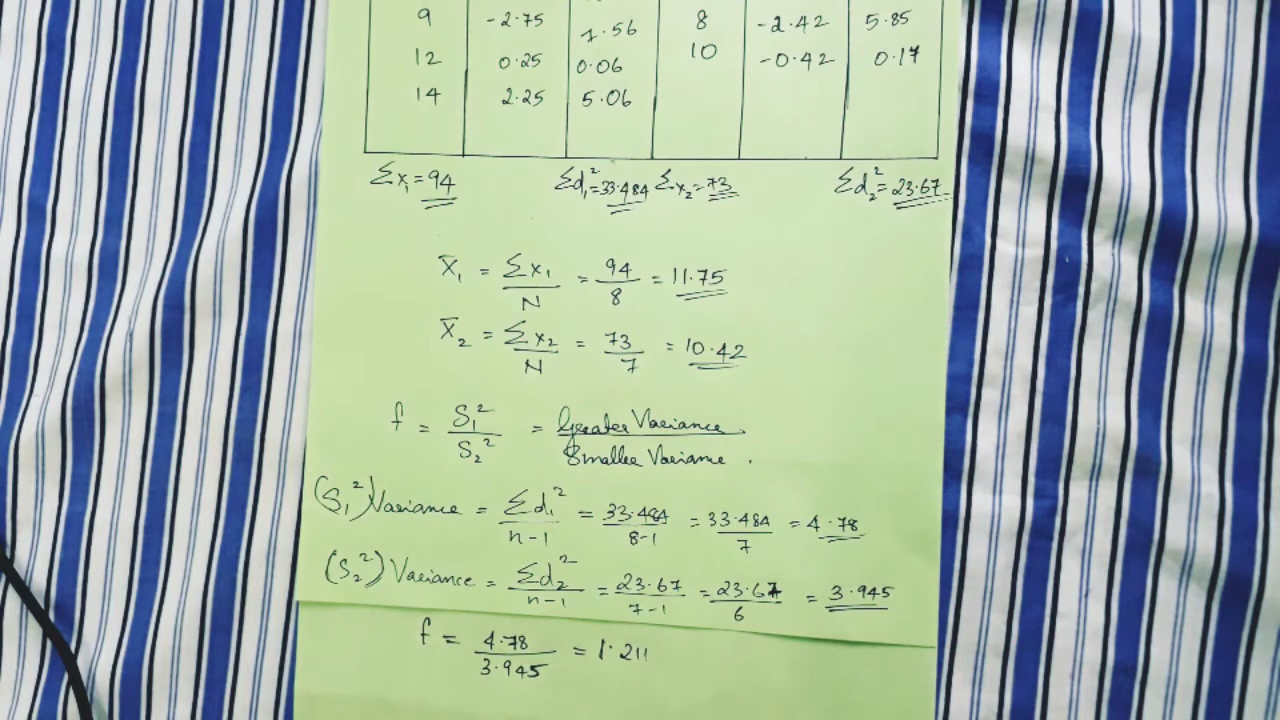 9 -2.75 7.56 8 -2.42 5.85
12 0.25 0.06 10 -0.42 0.17
14 2.25 5.06
Σx₁ = 94 Σd₁² = 33.484 Σx₂ = 73 Σd₂² = 23.67
X̄₁ = Σx₁/N = 94/8 = 11.75
X̄₂ = Σx₂/N = 73/7 = 10.42
f = S₁²/S₂² = Greater Variance/Smaller Variance.
(S₁²) Variance = Σd₁²/n-1 = 33.484/8-1 = 33.484/7 = 4.78
(S₂²) Variance = Σd₂²/n-1 = 23.67/7-1 = 23.67/6 = 3.945
f = 4.78/3.945 = 1.211